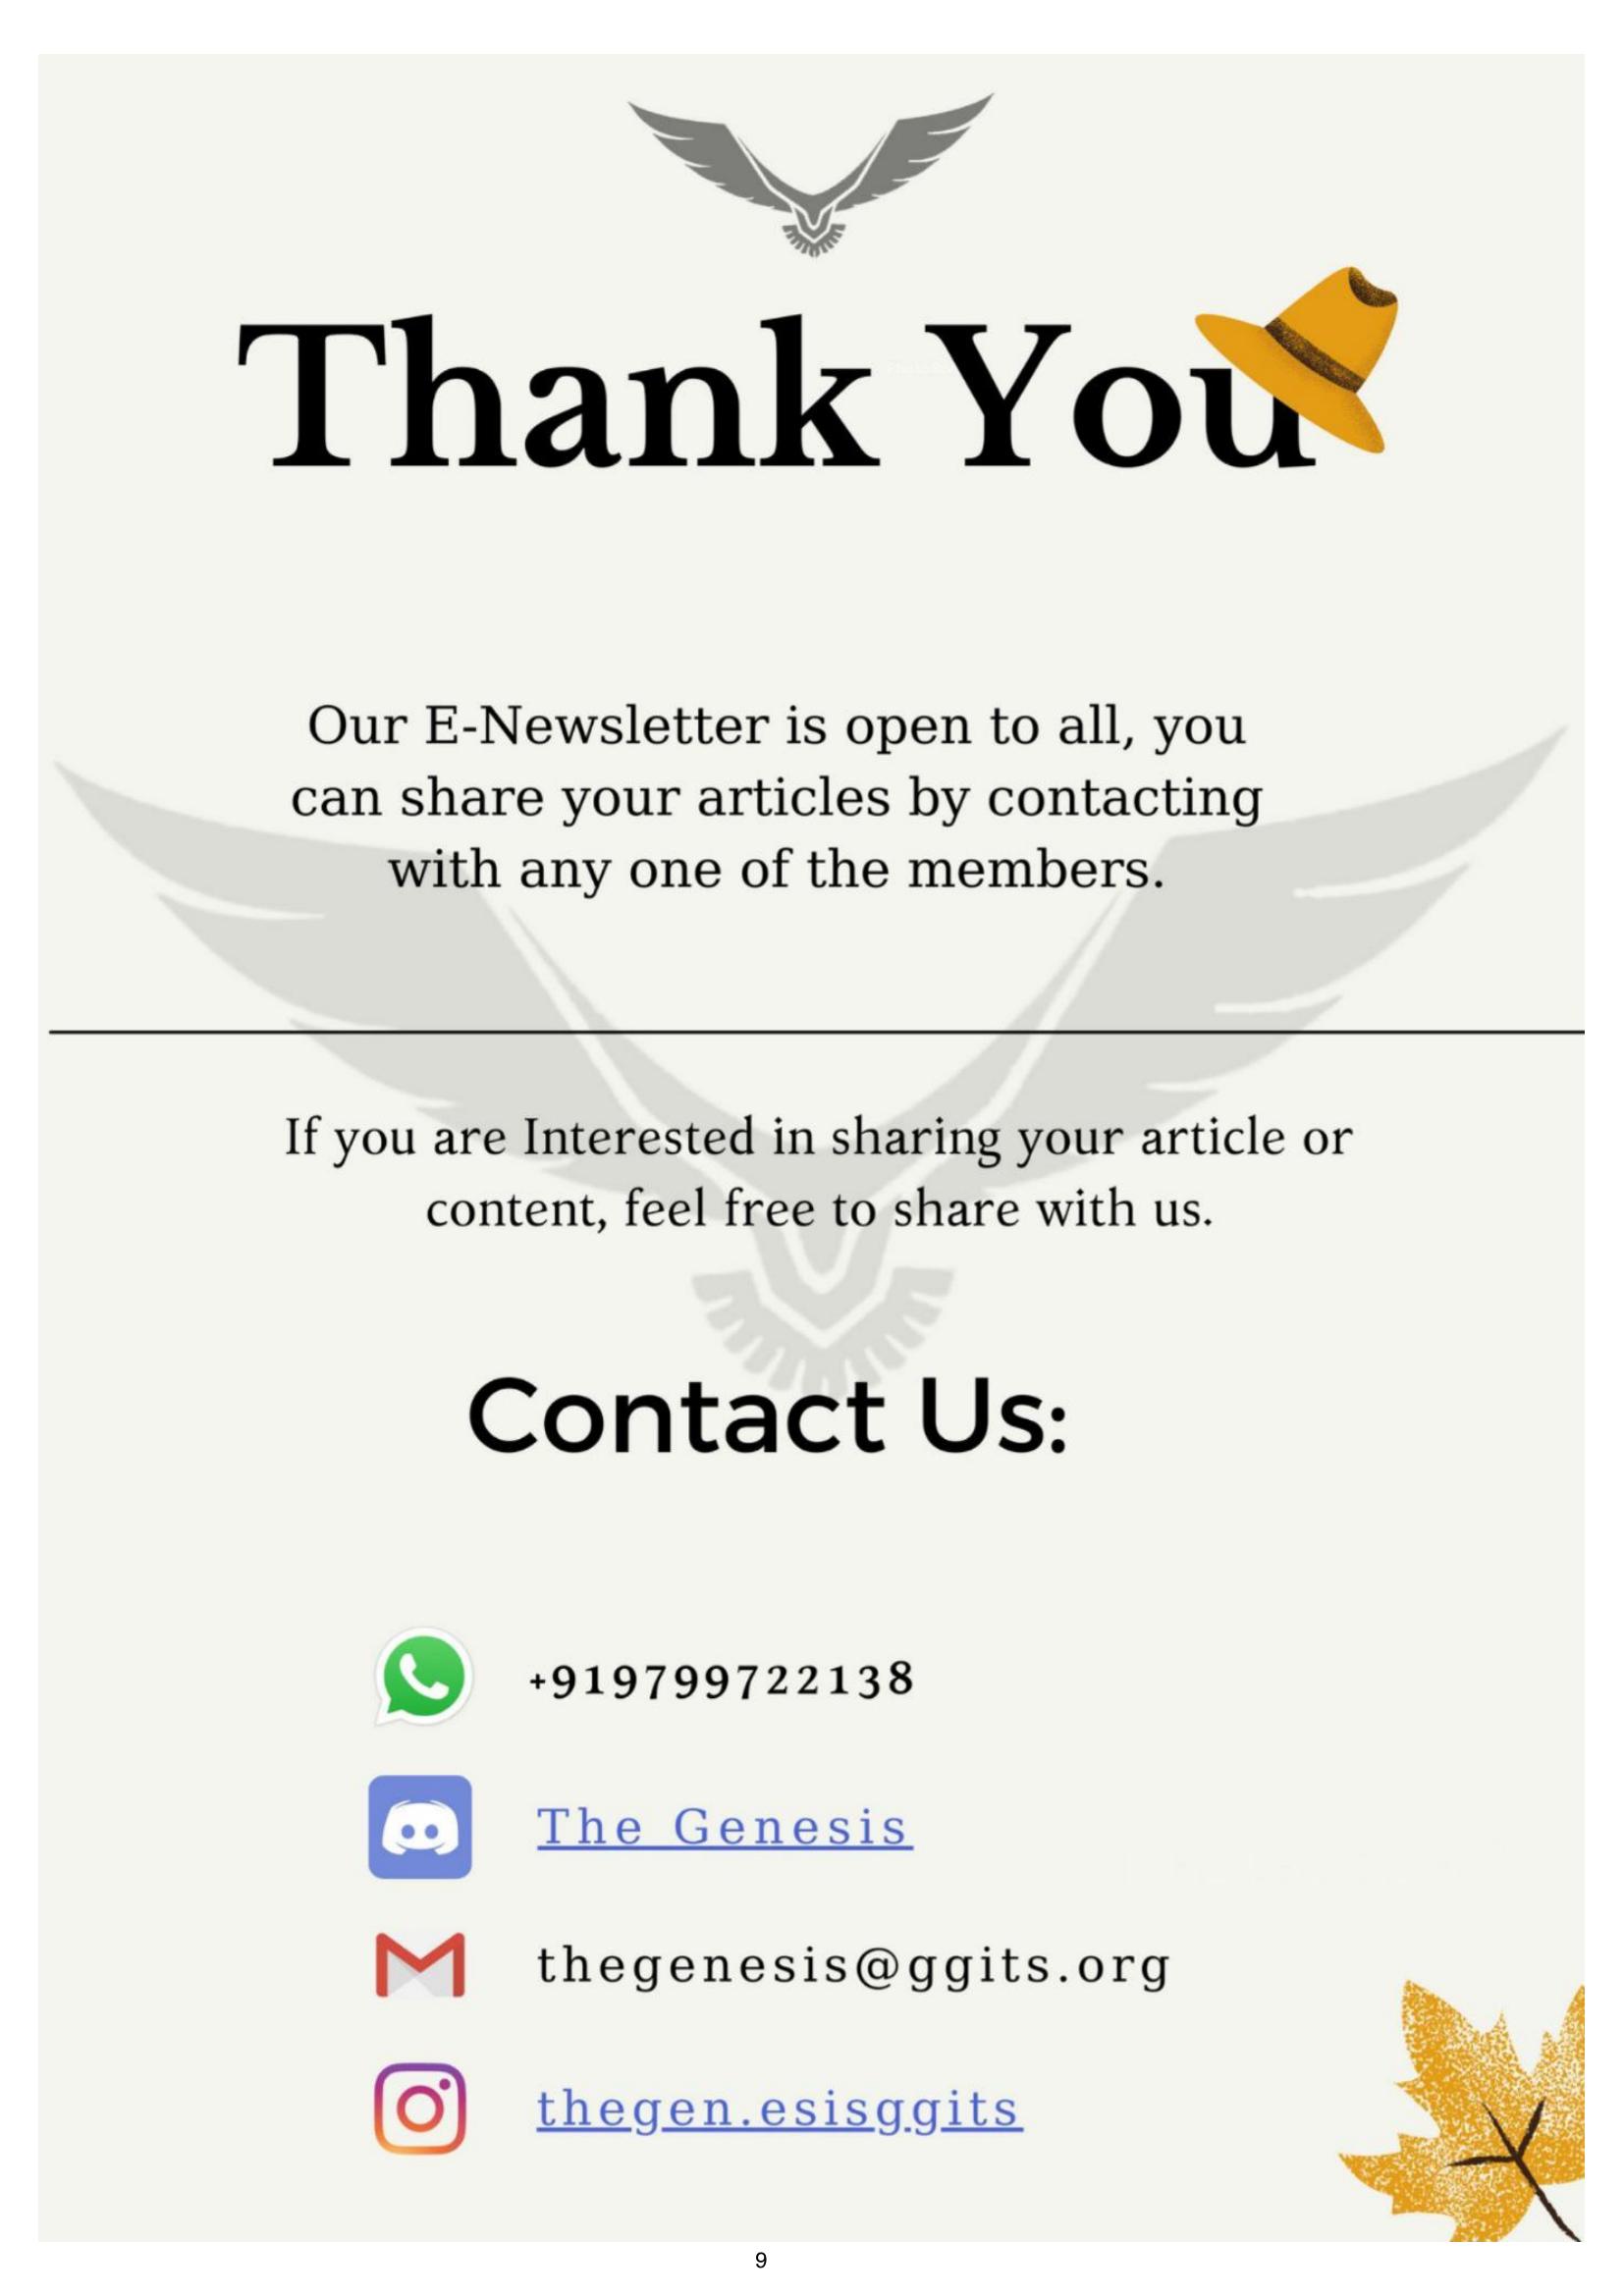 Thank You
Our E-Newsletter is open to all, you
can share your articles by contacting
with any one of the members.
If you are Interested in sharing your article or
content, feel free to share with us.
Contact Us:
+919799722138
The Genesis
thegenesis@ggits.org
thegen.esisggits
9